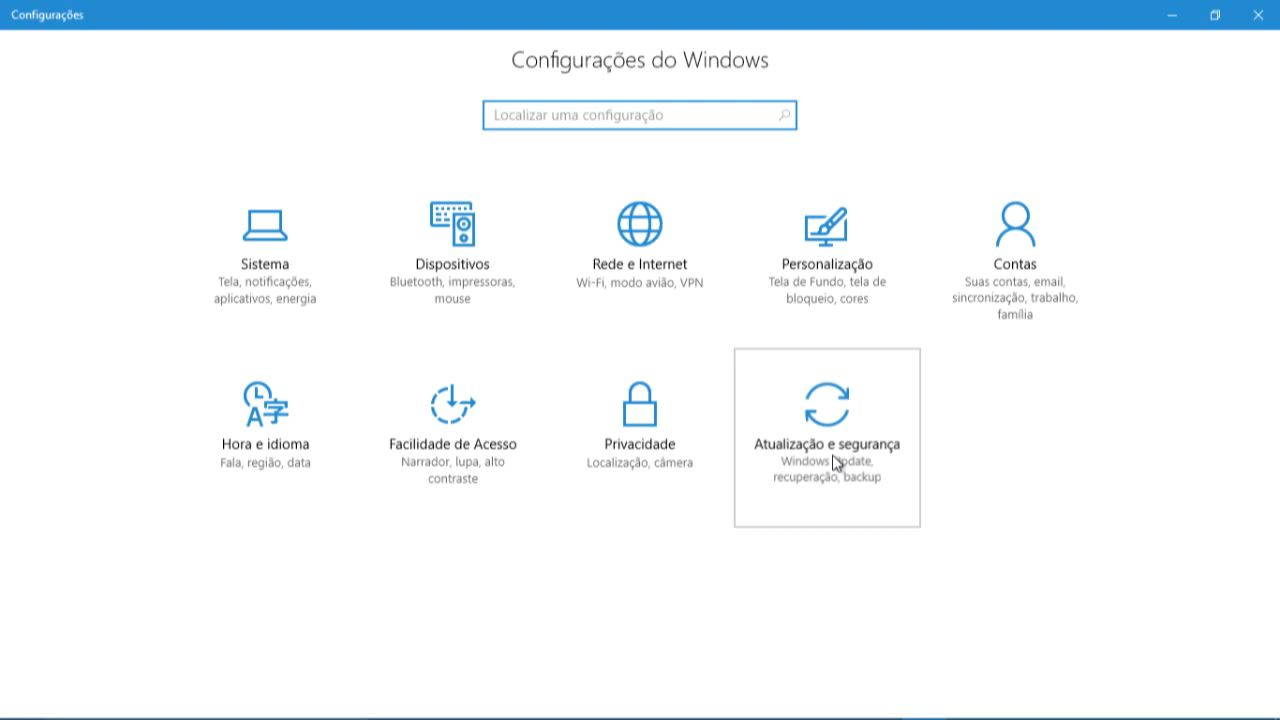 Configurações
Configurações do Windows
Localizar uma configuração
Sistema
Tela, notificações,
aplicativos, energia
Dispositivos
Bluetooth, impressoras,
mouse
Rede e Internet
Wi-Fi, modo avião, VPN
Personalização
Tela de Fundo, tela de
bloqueio, cores
Contas
Suas contas, email,
sincronização, trabalho,
família
Hora e idioma
Fala, região, data
Facilidade de Acesso
Narrador, lupa, alto
contraste
Privacidade
Localização, câmera
Atualização e segurança
Windows Update,
recuperação, backup